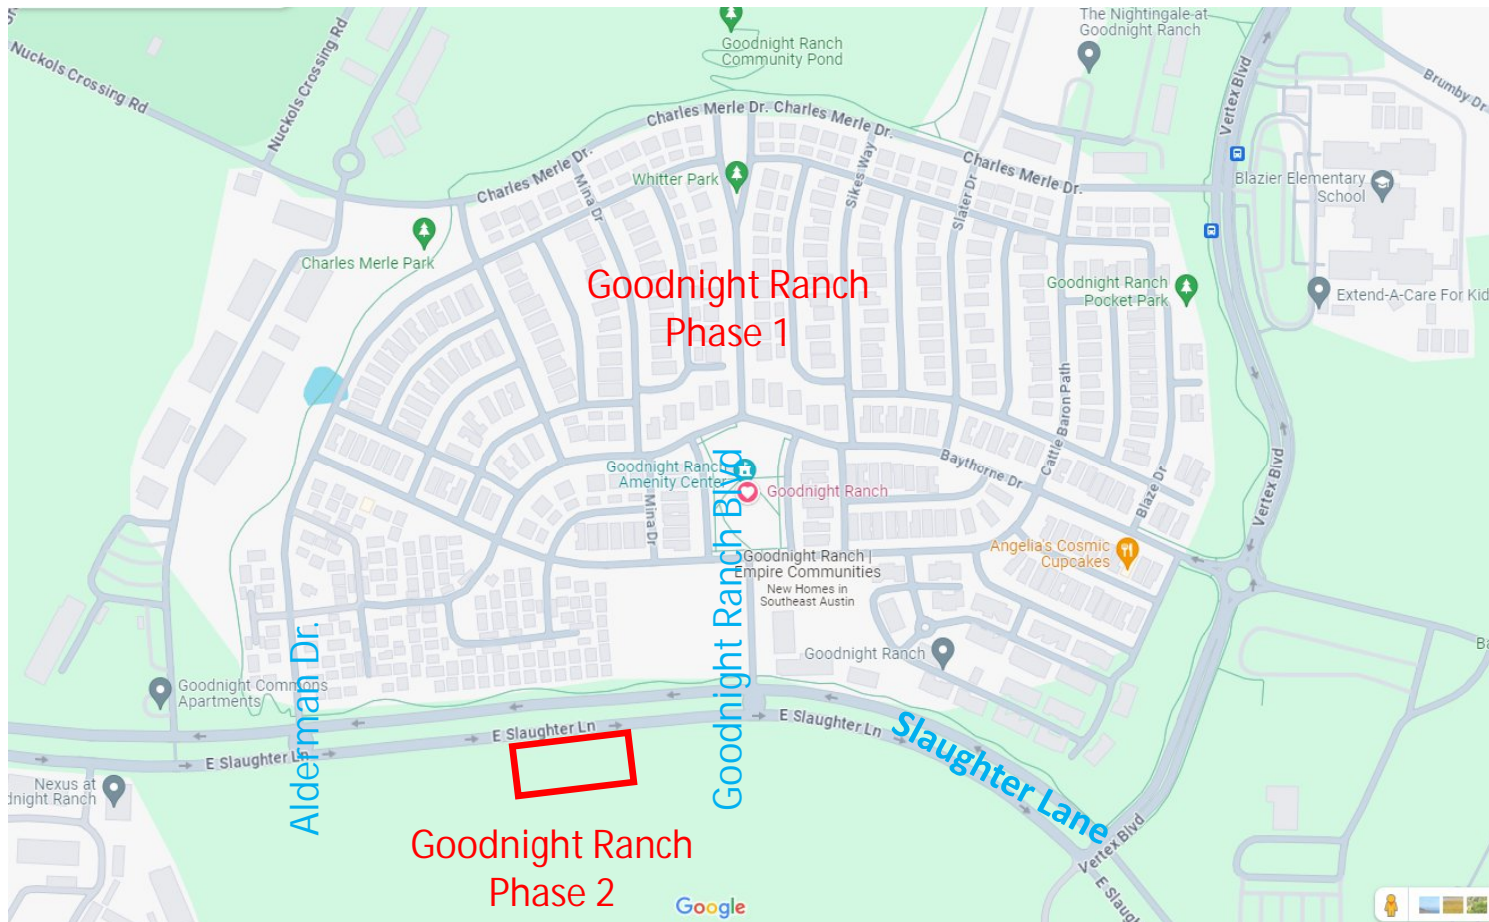 Nuckols Crossing Rd
Nuckols Crossing Rd
Goodnight Ranch
Community Pond
The Nightingale at
Goodnight Ranch
Vertex Blvd
Brumby Dr
Charles Merle Dr.
Charles Merle Dr.
Charles Merle Dr.
Charles Merle Dr.
Mina Dr
Whitter Park
Sikes Way
Slater Dr
Blazier Elementary
School
Charles Merle Park
Goodnight Ranch
Phase 1
Goodnight Ranch
Pocket Park
Extend-A-Care For Kid
Cattle Baron Path
Goodnight Ranch
Amenity Center
Goodnight Ranch
Goodnight Ranch Blvd
Mina Dr
Baythorne Dr
Blaze Dr
Vertex Blvd
Angelia's Cosmic
Cupcakes
Goodnight Ranch |
Empire Communities
New Homes in
Southeast Austin
Goodnight Ranch
Ba
Alderman Dr.
Goodnight Commons
Apartments
E Slaughter Ln
E Slaughter Ln
E Slaughter Ln
Slaughter Lane
Nexus at
dnight Ranch
Goodnight Ranch
Phase 2
Vertex Blvd
E Slaug
Google